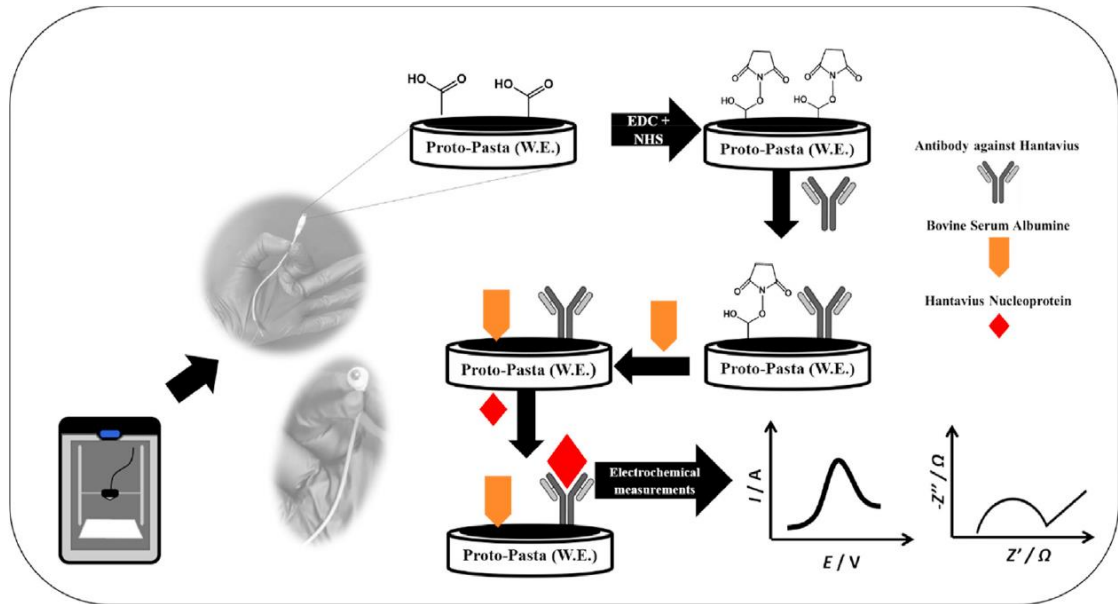 HO
O
HO
O
Proto-Pasta (W.E.)
EDC +
NHS
O
N
O
O
HO
O
N
O
O
HO
Proto-Pasta (W.E.)
Antibody against Hantavius
Bovine Serum Albumine
Hantavius Nucleoprotein
O
N
O
O
HO
Proto-Pasta (W.E.)
Proto-Pasta (W.E.)
Electrochemical
measurements
Proto-Pasta (W.E.)
I / A
E / V
-Z'' / Ω
Z' / Ω